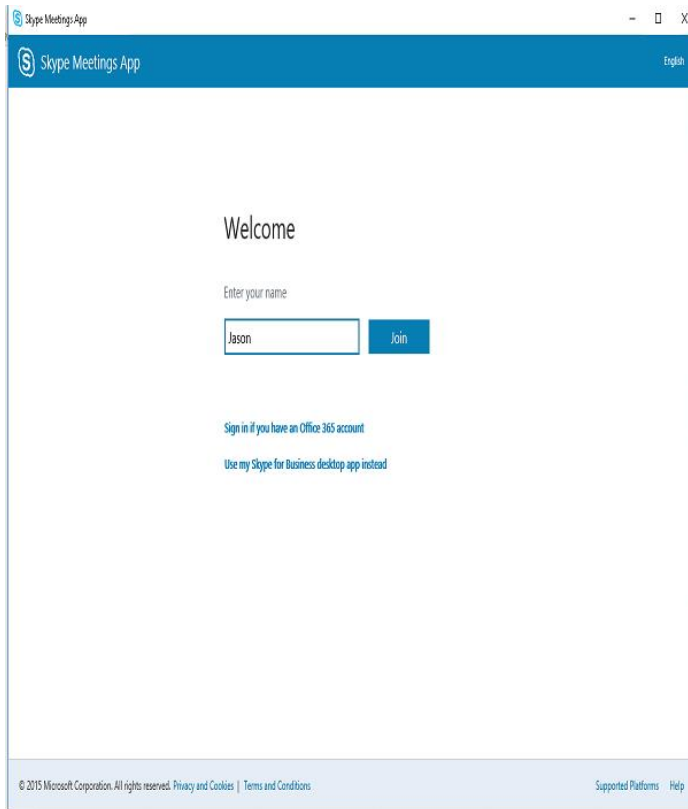 Skype Meetings App
Skype Meetings App English
Welcome
Enter your name
Jason Join
Sign in if you have an Office 365 account
Use my Skype for Business desktop app instead
© 2015 Microsoft Corporation. All rights reserved. Privacy and Cookies | Terms and Conditions Supported Platforms Help